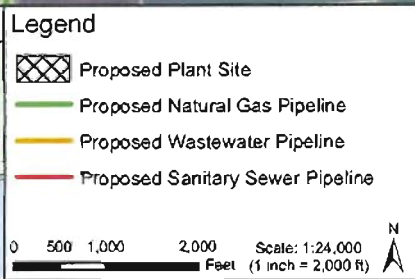 Legend
Proposed Plant Site
Proposed Natural Gas Pipeline
Proposed Wastewater Pipeline
Proposed Sanitary Sewer Pipeline
N
0 500 1,000 2,000 Scale: 1:24,000
Feet (1 inch = 2,000 ft)